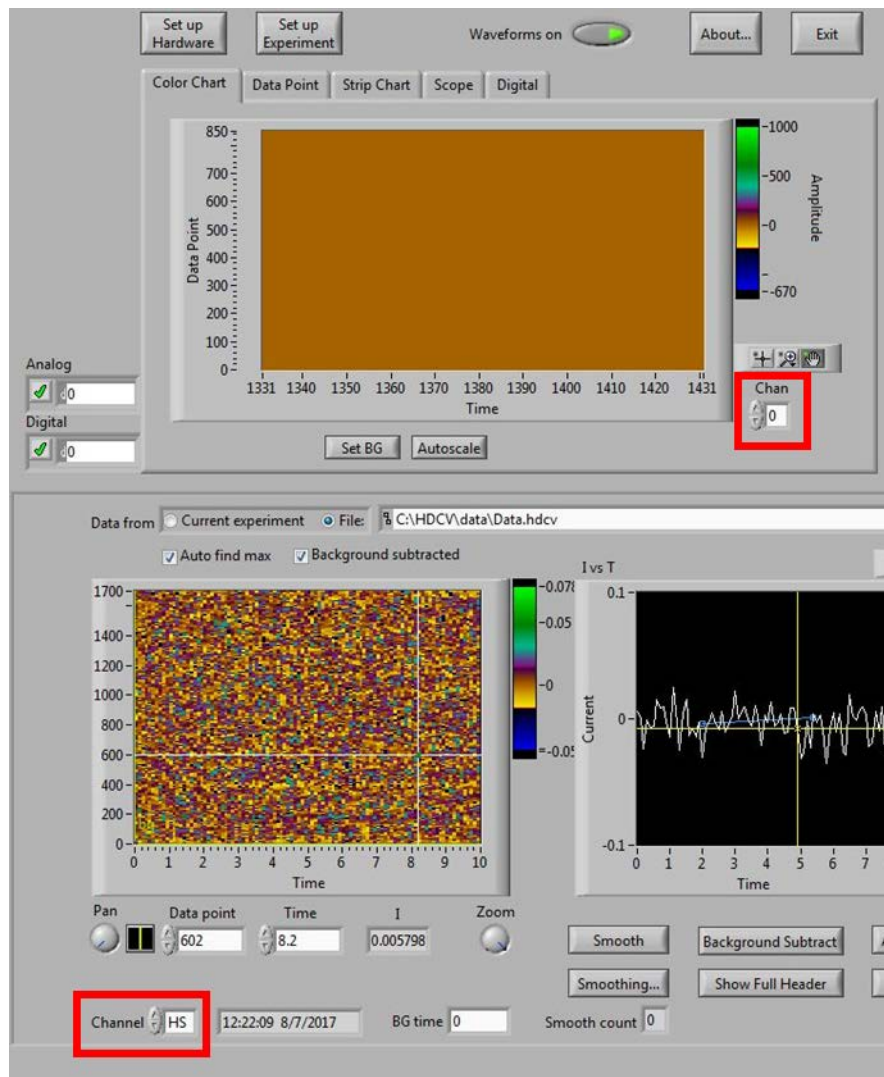 Set up Hardware
Set up Experiment
Waveforms on
About...
Exit
Color Chart
Data Point
Strip Chart
Scope
Digital
850
700
600
500
400
300
200
100
0
Data Point
1331 1340 1350 1360 1370 1380 1390 1400 1410 1420 1431
Time
1000
500
0
-670
Amplitude
Analog
0
Digital
0
Chan
0
Set BG
Autoscale
Data from
Current experiment
File:
C:\HDCV\data\Data.hdcv
Auto find max
Background subtracted
1700
1400
1200
1000
800
600
400
200
0
0 1 2 3 4 5 6 7 8 9 10
Time
0.05
0
I vs T
0.1
0
-0.1
Current
0 1 2 3 4 5 6 7
Time
Pan
Data point
Time
I
Zoom
602
8.2
0.005798
Smooth
Background Subtract
Smoothing...
Show Full Header
Channel
HS
12:22:09 8/7/2017
BG time
0
Smooth count
0